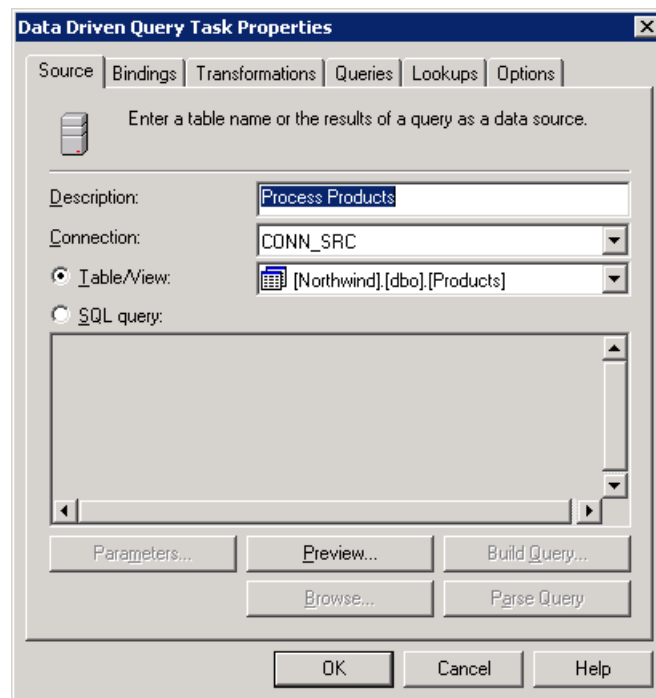 Data Driven Query Task Properties
Source Bindings Transformations Queries Lookups Options
Enter a table name or the results of a query as a data source.
Description: Process Products
Connection: CONN_SRC
Table/View: [Northwind].[dbo].[Products]
SQL query:
Parameters... Preview... Build Query...
Browse... Parse Query
OK Cancel Help